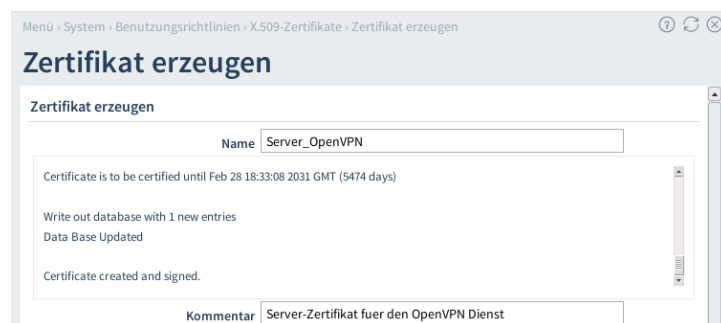 Menü › System › Benutzungsrichtlinien › X.509-Zertifikate › Zertifikat erzeugen
Zertifikat erzeugen
Zertifikat erzeugen
Name Server_OpenVPN
Certificate is to be certified until Feb 28 18:33:08 2031 GMT (5474 days)
Write out database with 1 new entries
Data Base Updated
Certificate created and signed.
Kommentar Server-Zertifikat fuer den OpenVPN Dienst